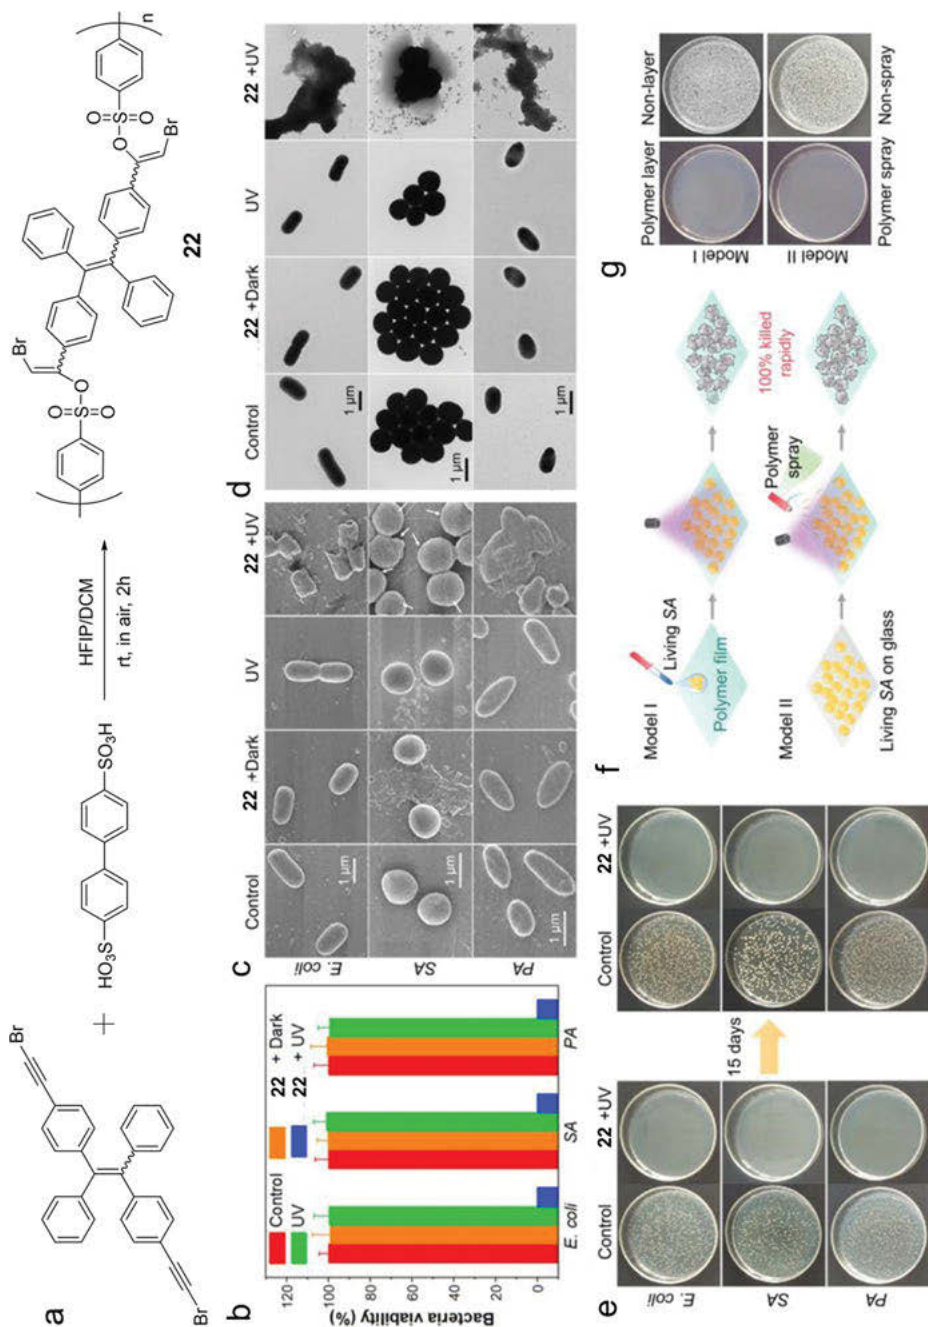 a
Br
Br
+
HO₃S
SO₃H
HFIP/DCM
rt, in air, 2h
Br
O
S
O
O
O
S
O
O
Br
n
22
b
Bacteria viability (%)
120
100
80
60
40
20
0
Control
22 + Dark
UV
22 + UV
E. coli
SA
PA
c
Control
22 +Dark
UV
22 +UV
E. coli
SA
PA
1 μm
1 μm
1 μm
d
Control
22 +Dark
UV
22 +UV
1 μm
1 μm
1 μm
e
Control
22 +UV
15 days
Control
22 +UV
E. coli
SA
PA
f
Model I
Living SA
Polymer film
100% killed
rapidly
Model II
Polymer
spray
Living SA on glass
g
Polymer layer
Non-layer
Model I
Model II
Polymer spray
Non-spray